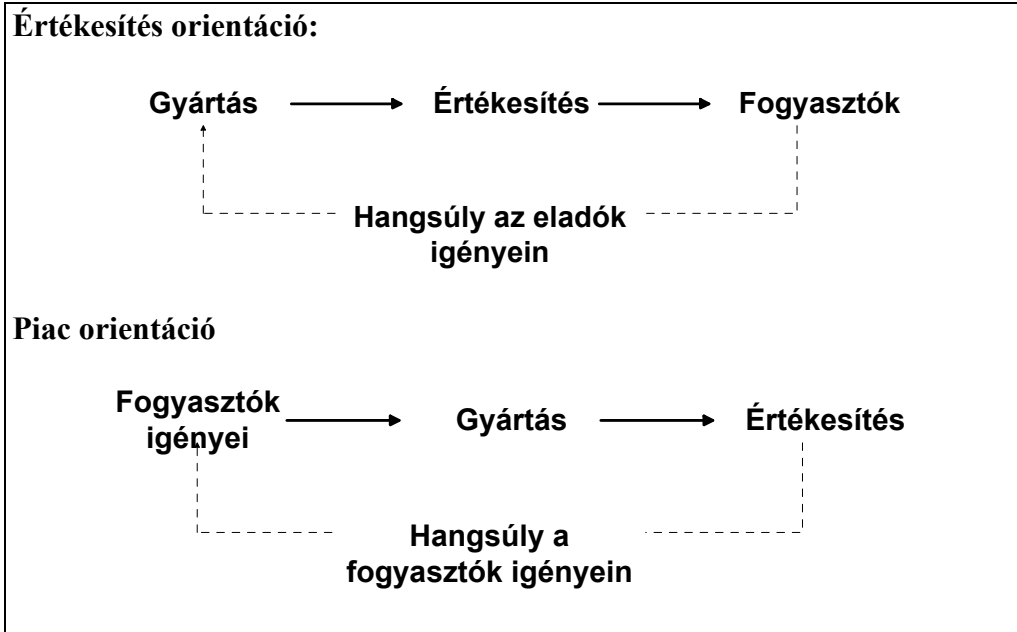 Értékesítés orientáció:
Gyártás Értékesítés Fogyasztók
Hangsúly az eladók
igényein
Piac orientáció
Fogyasztók
igényei
Gyártás Értékesítés
Hangsúly a
fogyasztók igényein